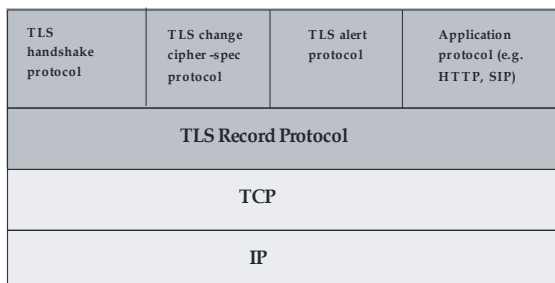 TLS
handshake
protocol
TLS change
cipher-spec
protocol
TLS alert
protocol
Application
protocol (e.g.
HTTP, SIP)
TLS Record Protocol
TCP
IP